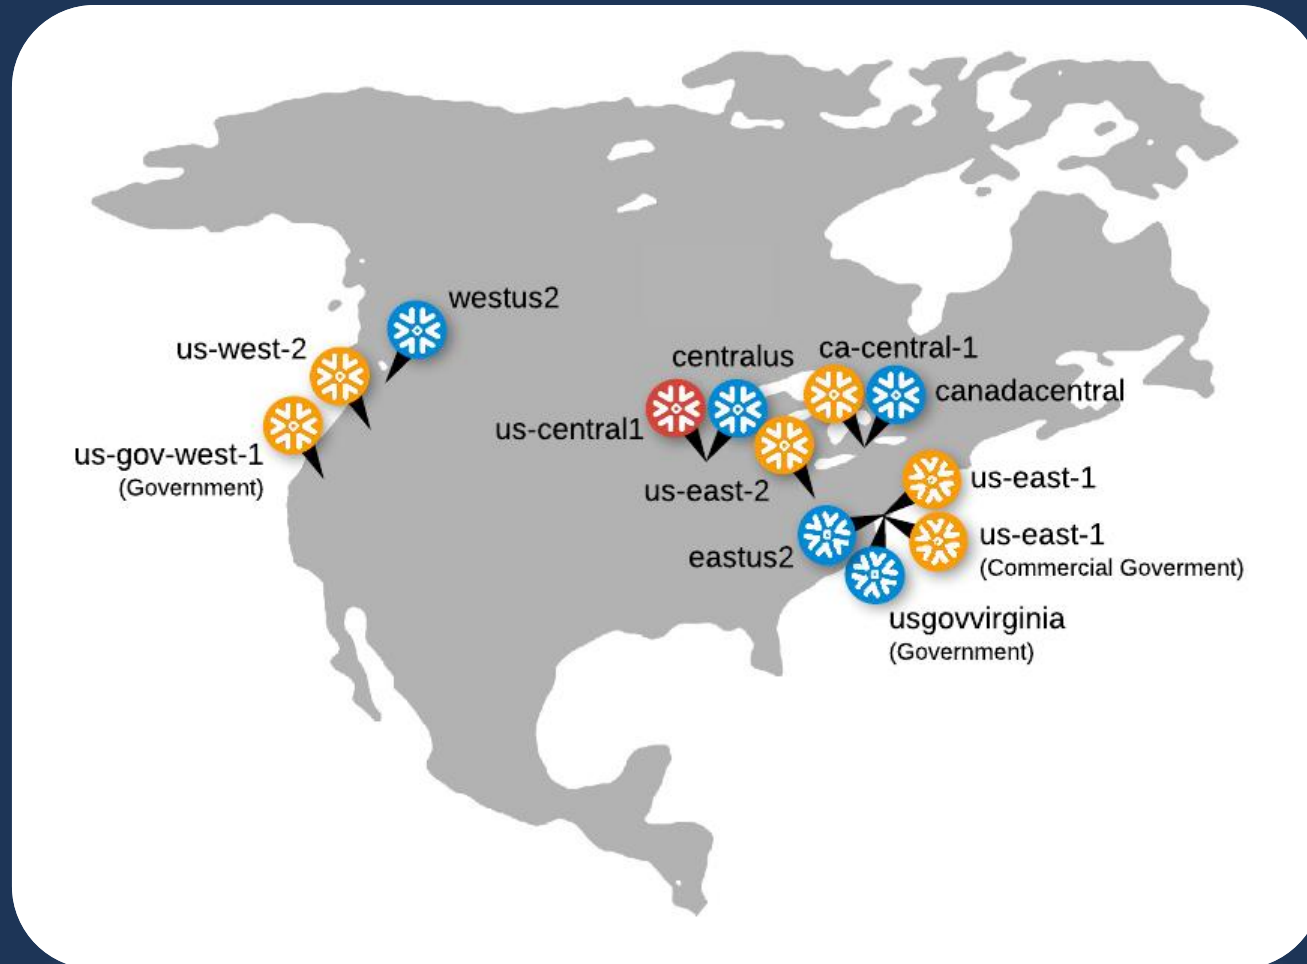 westus2
us-west-2
centralus
ca-central-1
canadacentral
us-central1
us-gov-west-1
(Government)
us-east-2
us-east-1
us-east-1
(Commercial Goverment)
eastus2
usgovvirginia
(Government)